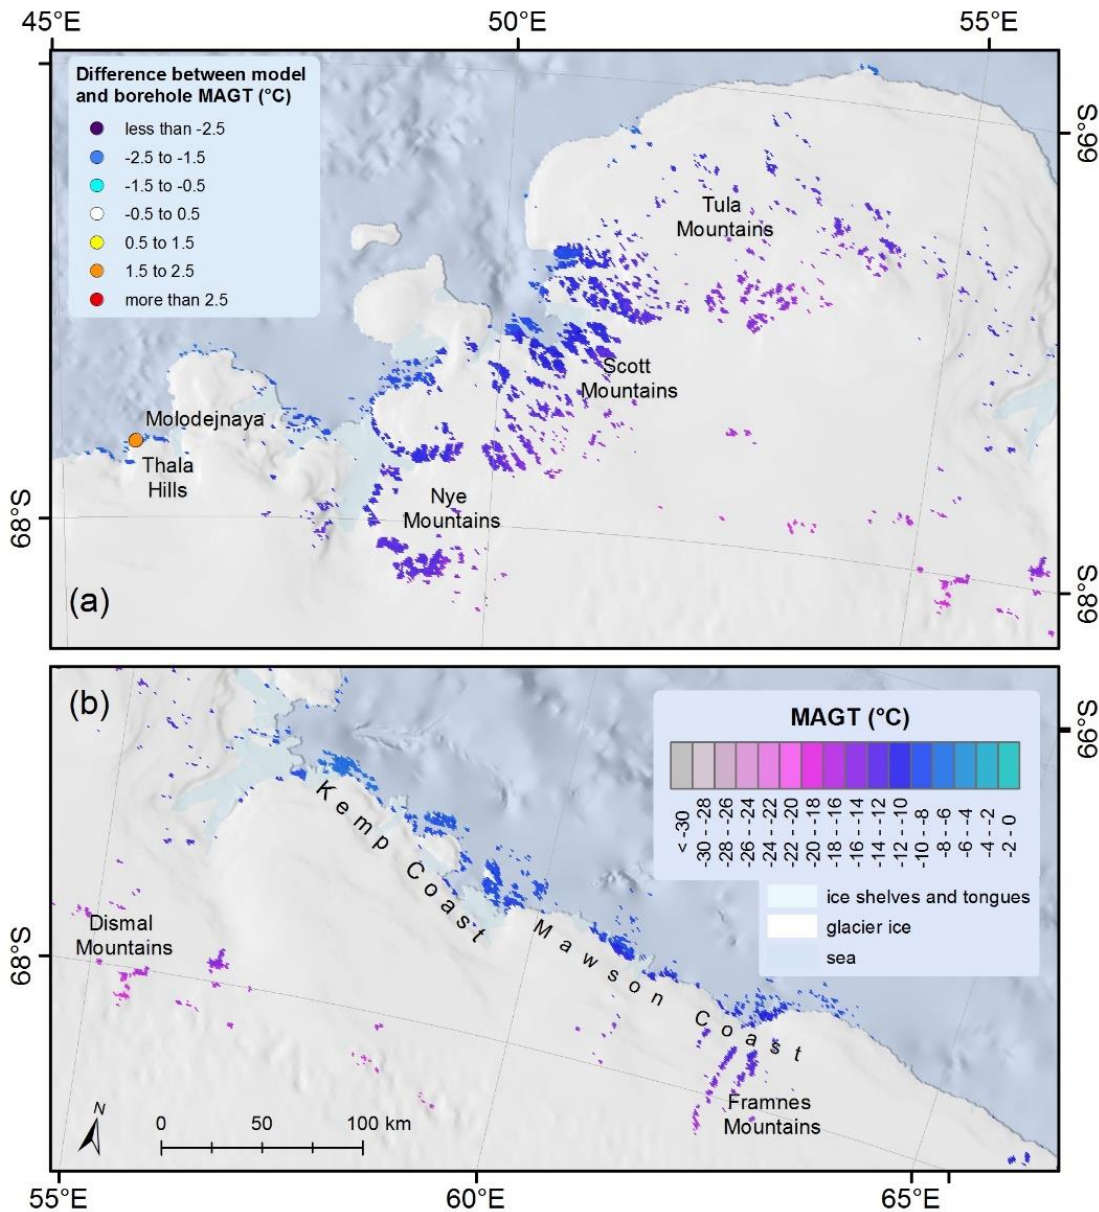 45°E 50°E 55°E
Difference between model
and borehole MAGT (°C)
less than -2.5
-2.5 to -1.5
-1.5 to -0.5
-0.5 to 0.5
0.5 to 1.5
1.5 to 2.5
more than 2.5
66°S
Tula
Mountains
Scott
Mountains
Molodejnaya
Thala
Hills
Nye
Mountains
68°S
68°S
(a)
(b)
MAGT (°C)
< -30
-30 - -28
-28 - -26
-26 - -24
-24 - -22
-22 - -20
-20 - -18
-18 - -16
-16 - -14
-14 - -12
-12 - -10
-10 - -8
-8 - -6
-6 - -4
-4 - -2
-2 - 0
66°S
ice shelves and tongues
glacier ice
sea
Kemp Coast
Mawson Coast
Dismal
Mountains
68°S
Framnes
Mountains
N
0 50 100 km
55°E 60°E 65°E